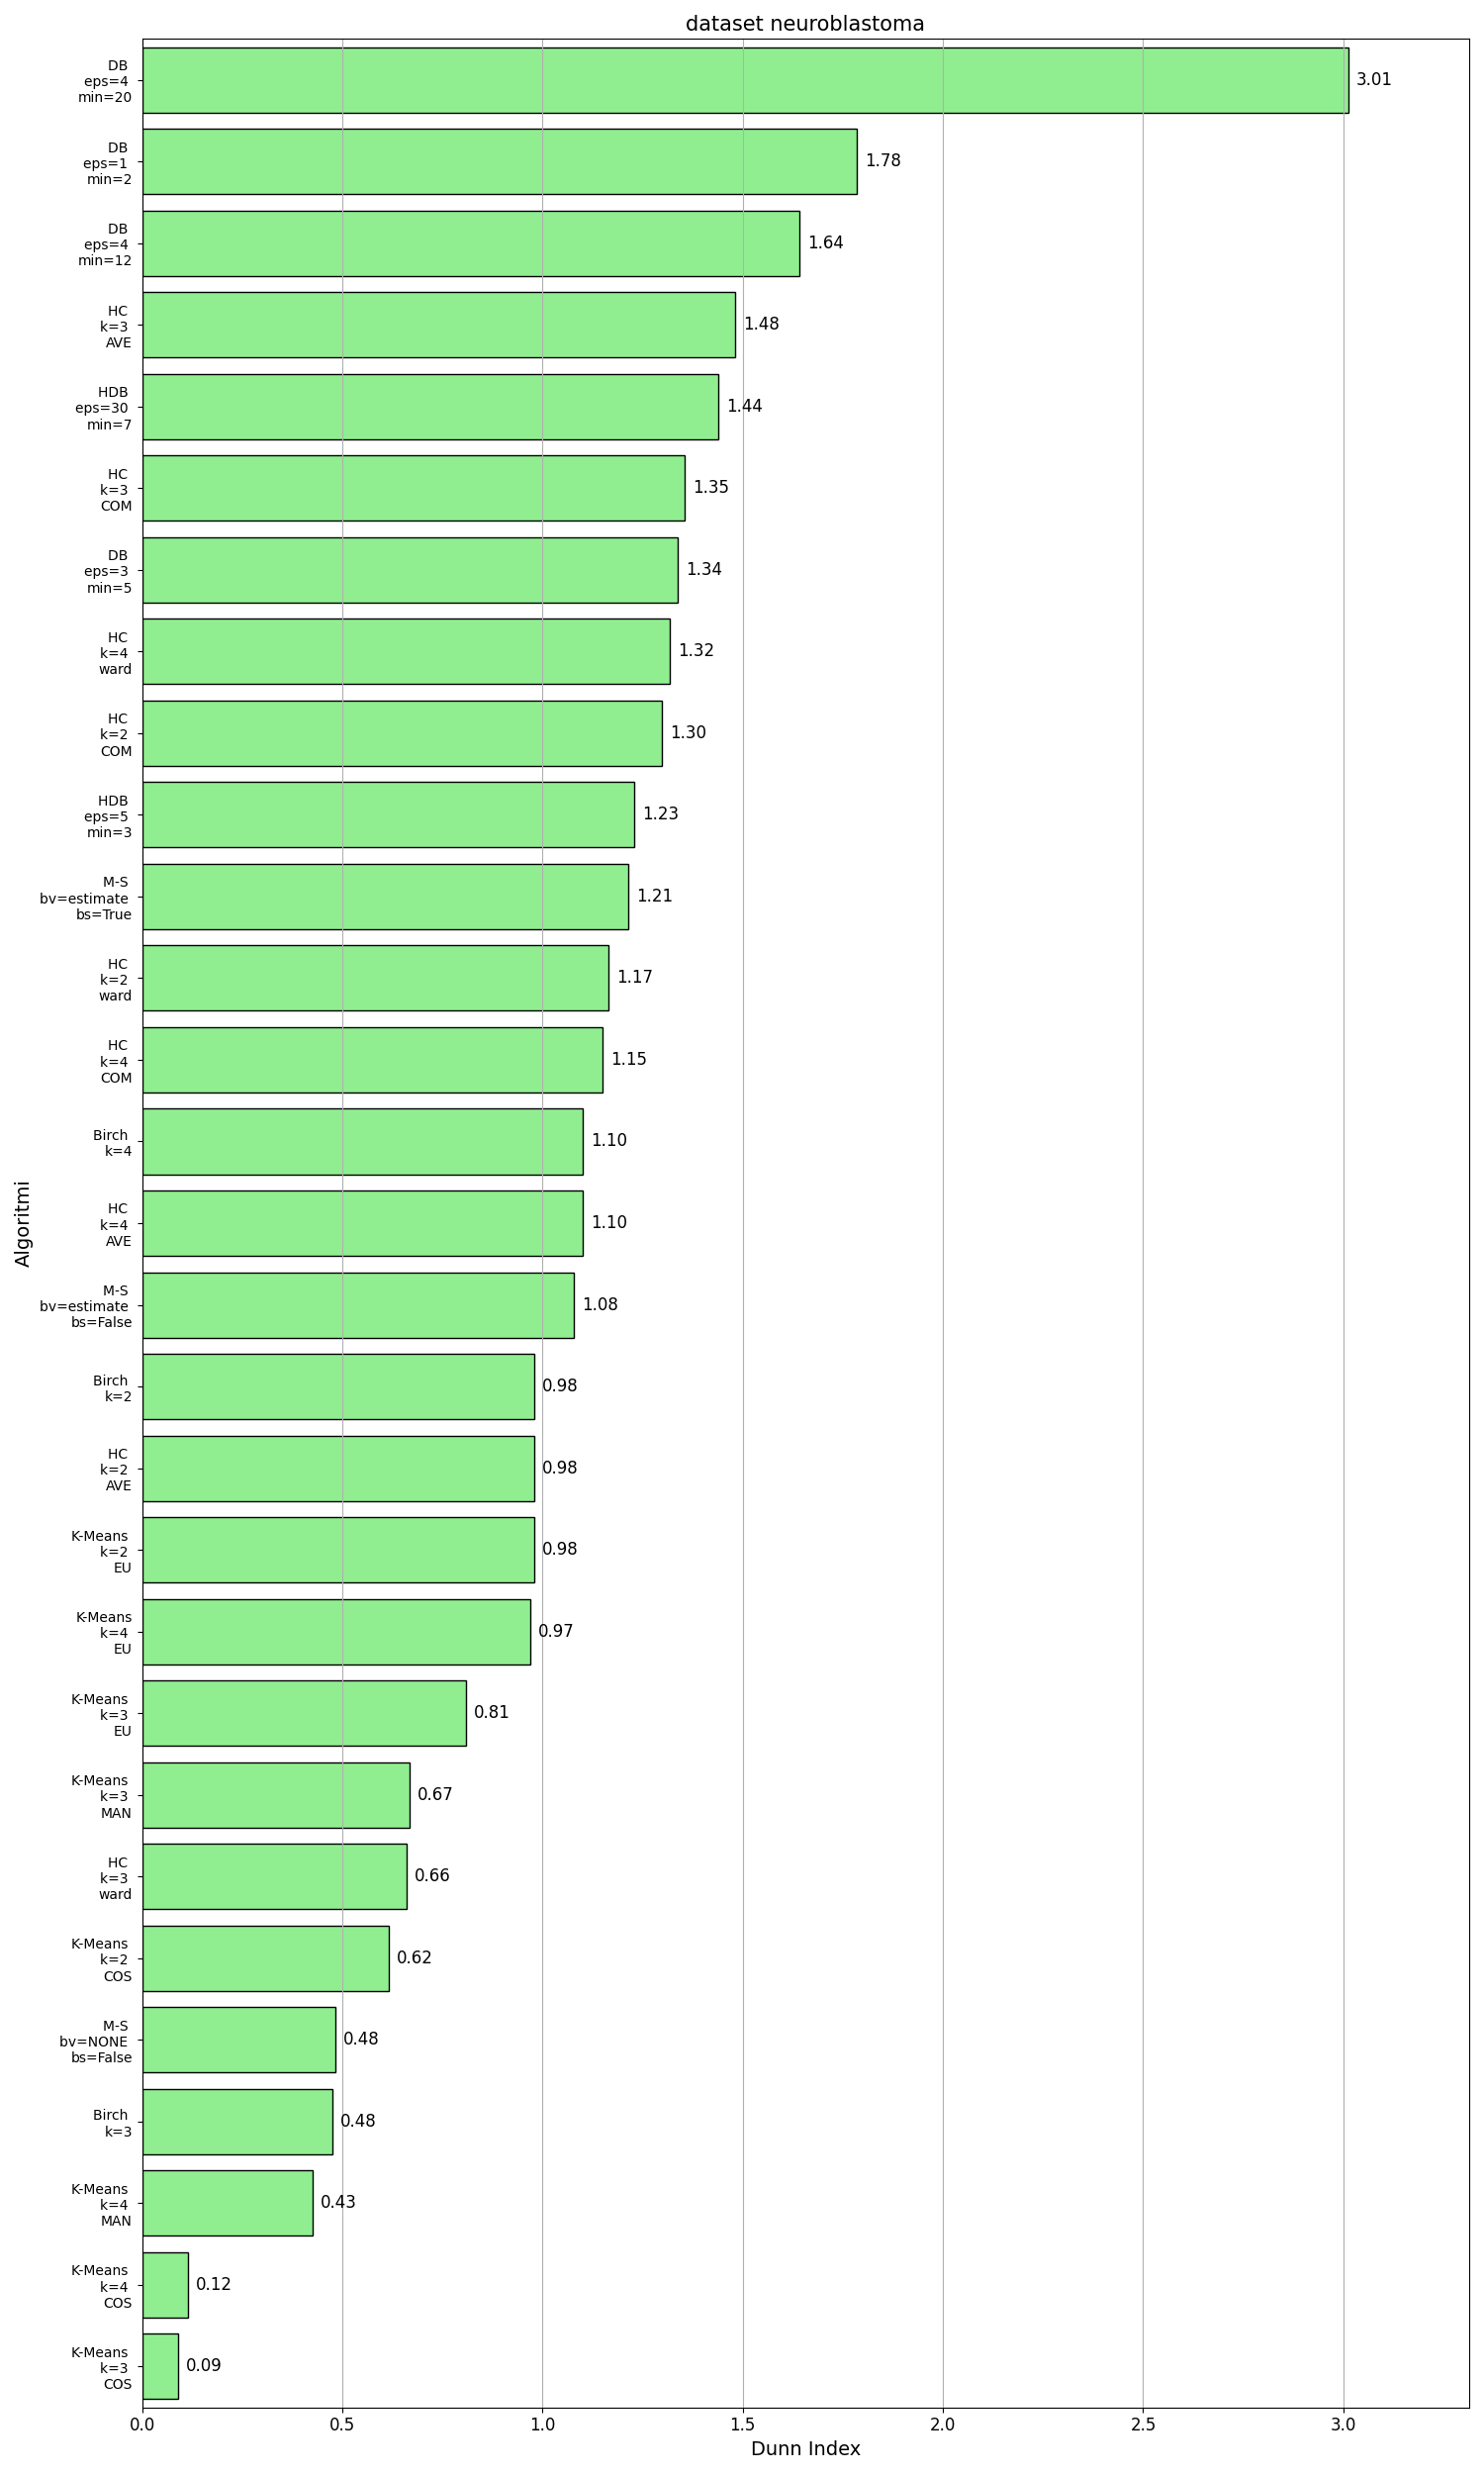 dataset neuroblastoma
DB
eps=4
min=20
3.01
DB
eps=1
min=2
1.78
DB
eps=4
min=12
1.64
HC
k=3
AVE
1.48
HDB
eps=30
min=7
1.44
HC
k=3
COM
1.35
DB
eps=3
min=5
1.34
HC
k=4
ward
1.32
HC
k=2
COM
1.30
HDB
eps=5
min=3
1.23
M-S
bv=estimate
bs=True
1.21
HC
k=2
ward
1.17
HC
k=4
COM
1.15
Birch
k=4
1.10
HC
k=4
AVE
1.10
M-S
bv=estimate
bs=False
1.08
Birch
k=2
0.98
HC
k=2
AVE
0.98
K-Means
k=2
EU
0.98
K-Means
k=4
EU
0.97
K-Means
k=3
EU
0.81
K-Means
k=3
MAN
0.67
HC
k=3
ward
0.66
K-Means
k=2
COS
0.62
M-S
bv=NONE
bs=False
0.48
Birch
k=3
0.48
K-Means
k=4
MAN
0.43
K-Means
k=4
COS
0.12
K-Means
k=3
COS
0.09
Algoritmi
0.0 0.5 1.0 1.5 2.0 2.5 3.0
Dunn Index